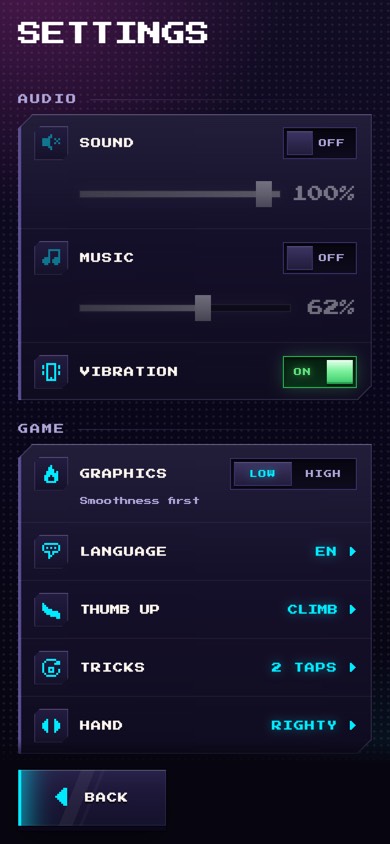 SETTINGS
AUDIO
SOUND OFF
100%
MUSIC OFF
62%
VIBRATION ON
GAME
GRAPHICS LOW HIGH
Smoothness first
LANGUAGE EN
THUMB UP CLIMB
TRICKS 2 TAPS
HAND RIGHTY
BACK